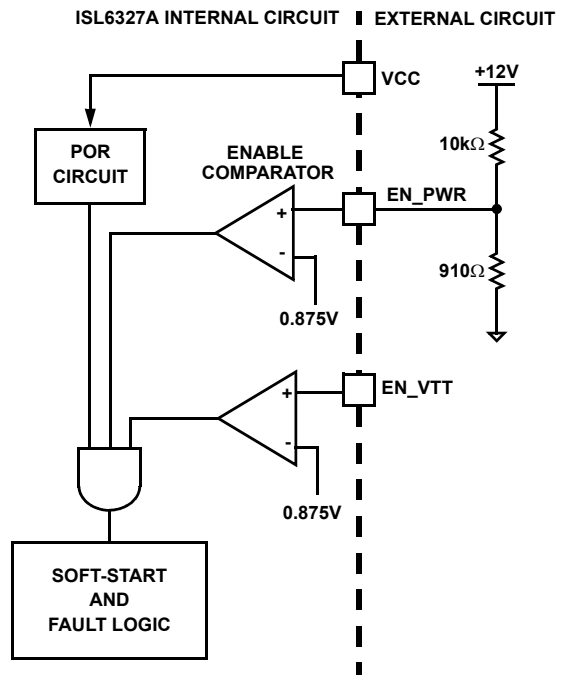 ISL6327A INTERNAL CIRCUIT
EXTERNAL CIRCUIT
VCC
+12V
10kΩ
POR
CIRCUIT
ENABLE
COMPARATOR
EN_PWR
+
-
910Ω
0.875V
EN_VTT
+
-
0.875V
SOFT-START
AND
FAULT LOGIC